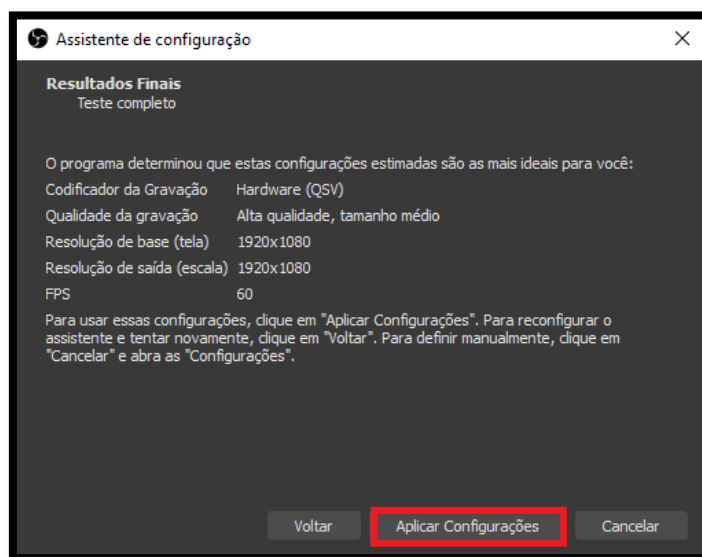 Assistente de configuração
Resultados Finais
Teste completo
O programa determinou que estas configurações estimadas são as mais ideais para você:
Codificador da Gravação Hardware (QSV)
Qualidade da gravação Alta qualidade, tamanho médio
Resolução de base (tela) 1920x1080
Resolução de saída (escala) 1920x1080
FPS 60
Para usar essas configurações, clique em "Aplicar Configurações". Para reconfigurar o
assistente e tentar novamente, clique em "Voltar". Para definir manualmente, clique em
"Cancelar" e abra as "Configurações".
Voltar Aplicar Configurações Cancelar